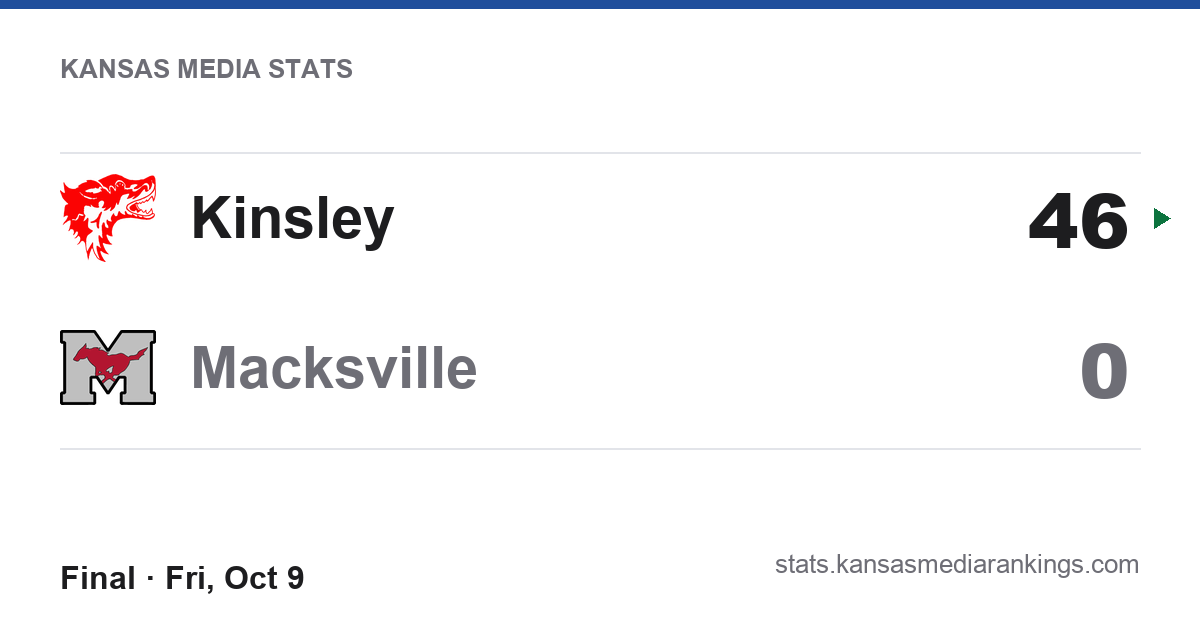 KANSAS MEDIA STATS
Kinsley 46
M Macksville 0
Final · Fri, Oct 9
stats.kansasmediarankings.com